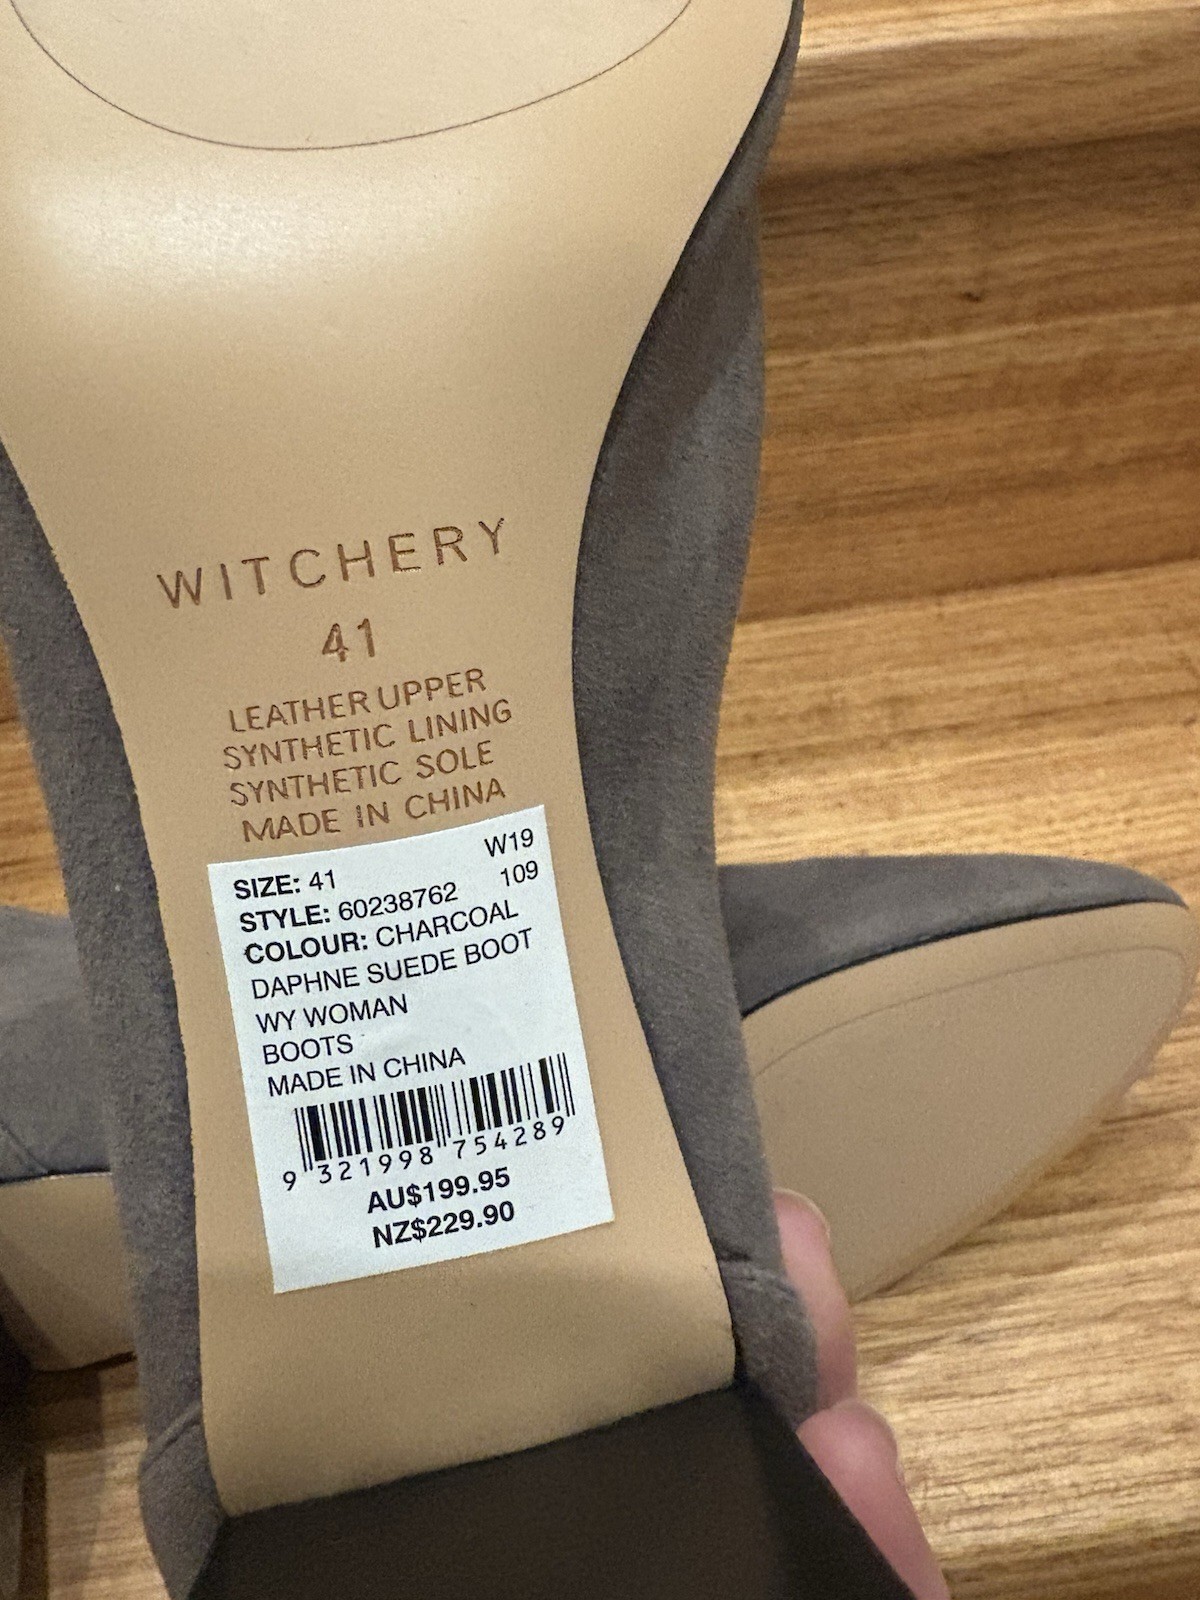 WITCHERY
41
LEATHER UPPER
SYNTHETIC LINING
SYNTHETIC SOLE
MADE IN CHINA
W19
SIZE: 41 109
STYLE: 60238762
COLOUR: CHARCOAL
DAPHNE SUEDE BOOT
WY WOMAN
BOOTS
MADE IN CHINA
9 321998 754289
AU$199.95
NZ$229.90